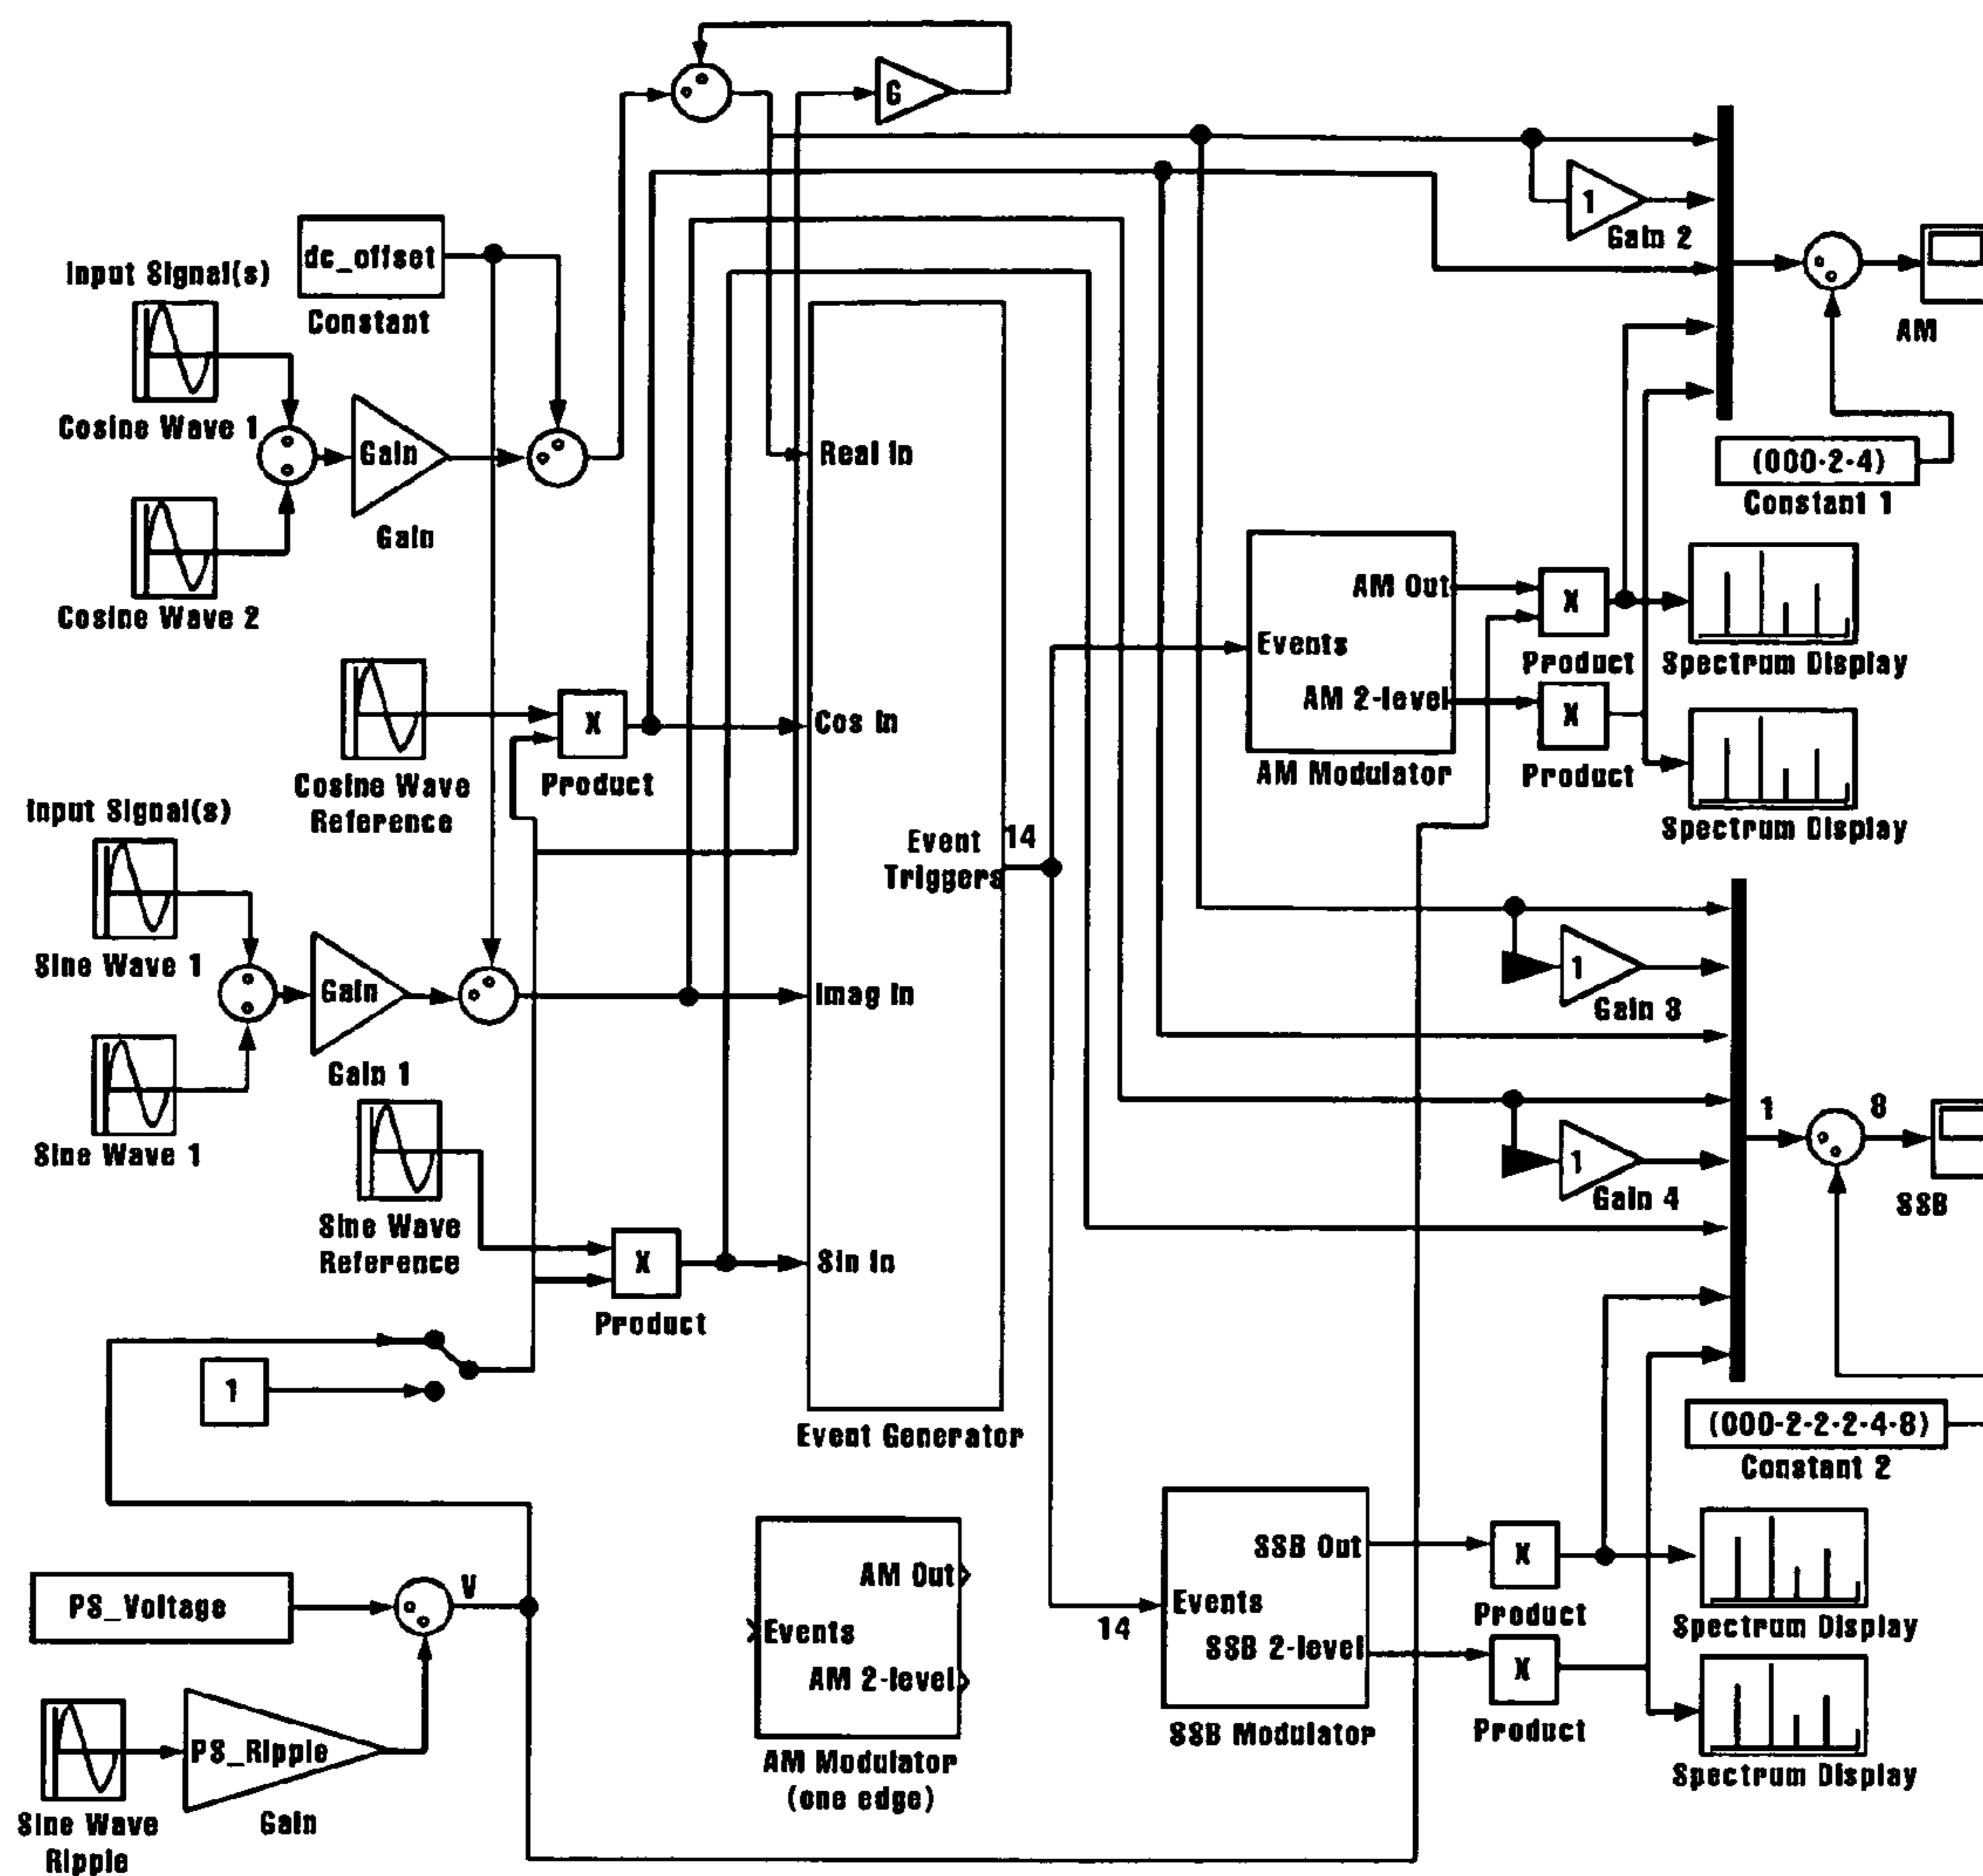 G
1
Gain 2
dc_offset
Constant
Input Signal(s)
Cosine Wave 1
AM
Gain
Gain
Real In
(000-2-4)
Constant 1
Cosine Wave 2
AM Out
Events
AM 2-level
AM Modulator
X
Product
Spectrum Display
X
Product
Spectrum Display
X
Product
Cos In
Cosine Wave
Reference
Input Signal(s)
Event
Triggers
14
Sine Wave 1
Gain
Gain 1
Imag In
1
Gain 3
Sine Wave 1
1
8
1
Gain 4
SSB
Sine Wave
Reference
X
Product
Sin In
1
Event Generator
(000-2-2-2-4-8)
Constant 2
SSB Out
Events
14
SSB 2-level
SSB Modulator
X
Product
Spectrum Display
X
Product
Spectrum Display
AM Out
Events
AM 2-level
AM Modulator
(one edge)
PS_Voltage
V
PS_Ripple
Gain
Sine Wave
Ripple